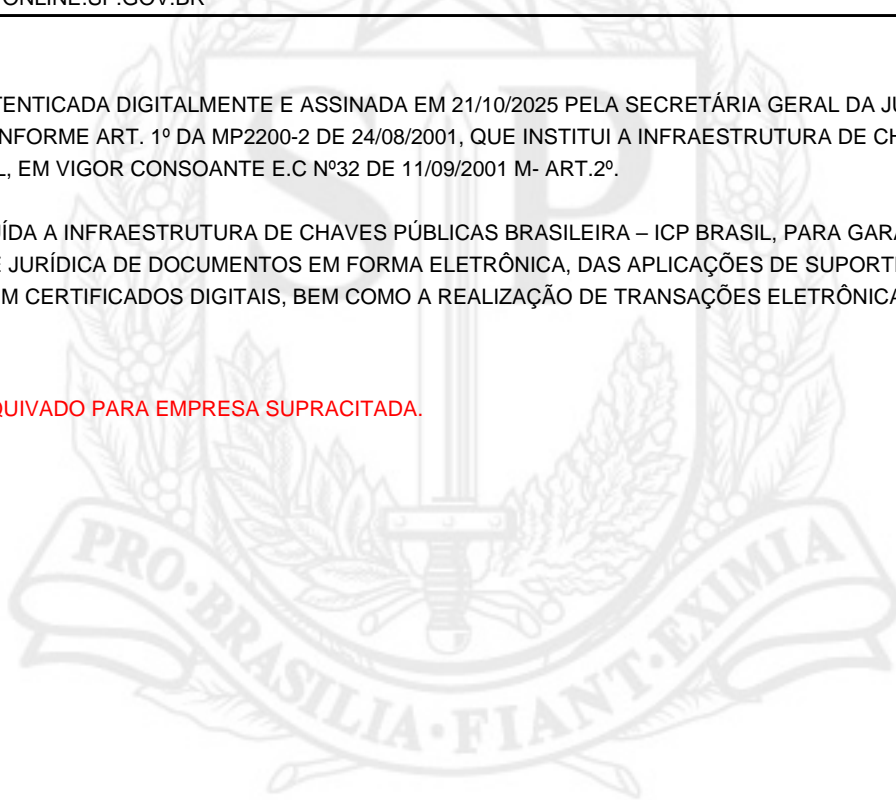 ONLINE.SP.GOV.BR
TENTICADA DIGITALMENTE E ASSINADA EM 21/10/2025 PELA SECRETÁRIA GERAL DA JU
NFORME ART. 1º DA MP2200-2 DE 24/08/2001, QUE INSTITUI A INFRAESTRUTURA DE CH
L, EM VIGOR CONSOANTE E.C Nº32 DE 11/09/2001 M- ART.2º.
ÍDA A INFRAESTRUTURA DE CHAVES PÚBLICAS BRASILEIRA – ICP BRASIL, PARA GARA
E JURÍDICA DE DOCUMENTOS EM FORMA ELETRÔNICA, DAS APLICAÇÕES DE SUPORTE
M CERTIFICADOS DIGITAIS, BEM COMO A REALIZAÇÃO DE TRANSAÇÕES ELETRÔNICA
QUIVADO PARA EMPRESA SUPRACITADA.
SP
PRO·BRASILIA·FIANT·EXIMIA